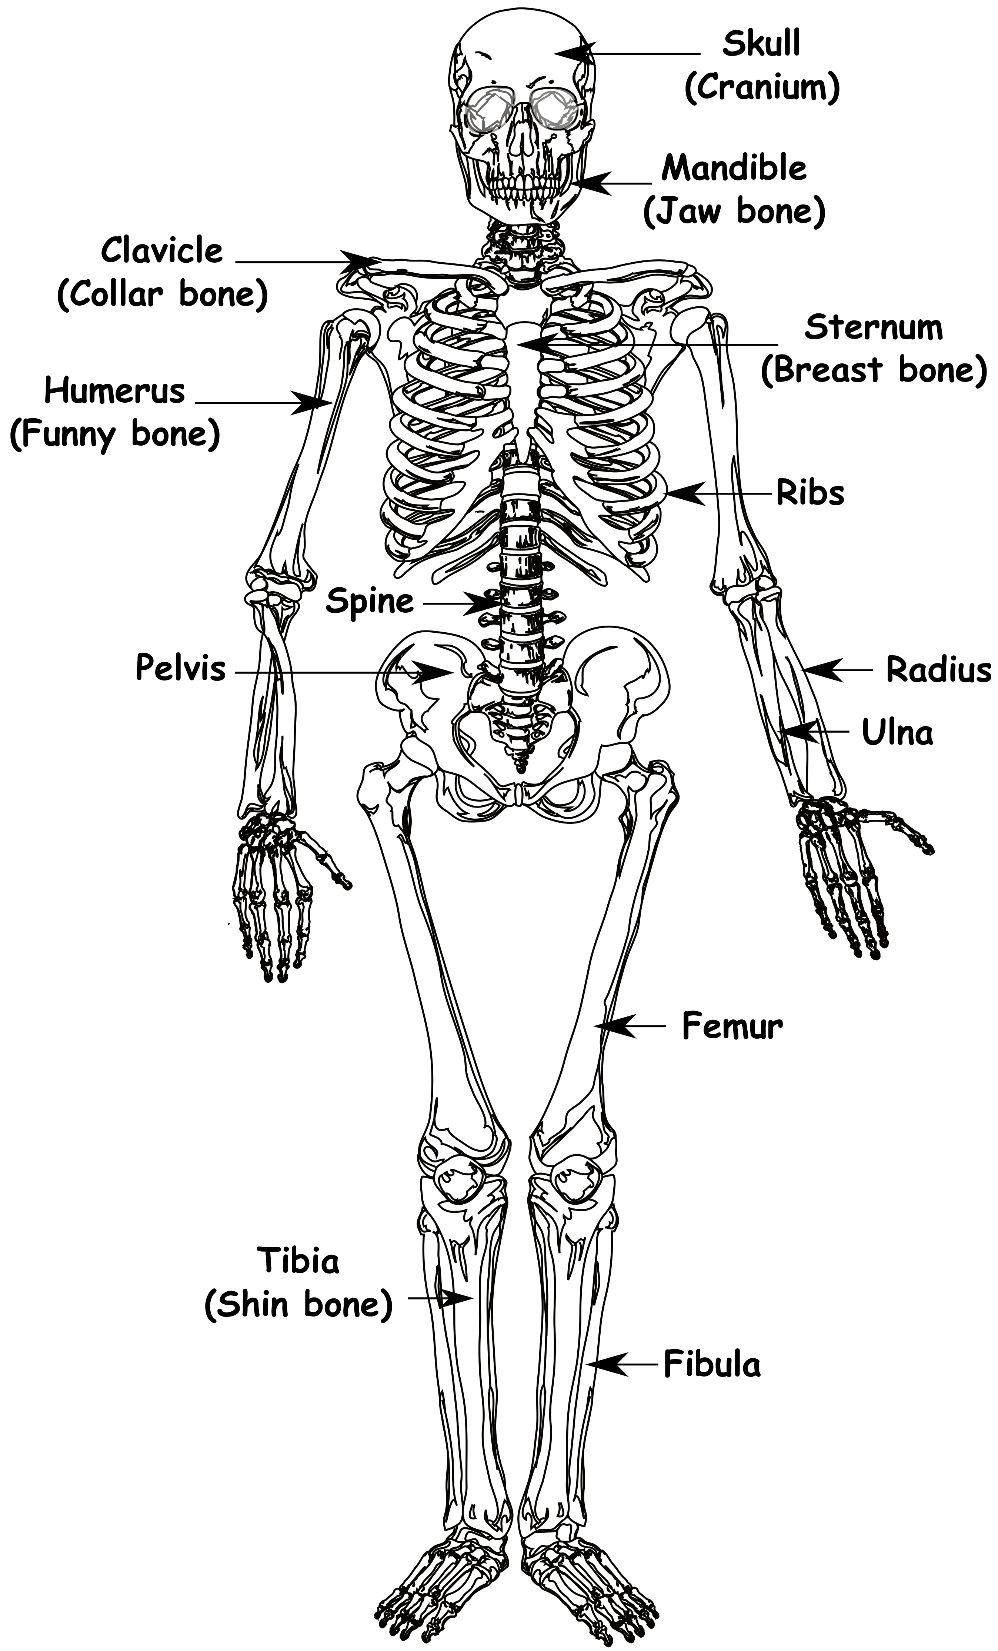 Skull
(Cranium)
Mandible
(Jaw bone)
Clavicle
(Collar bone)
Sternum
(Breast bone)
Humerus
(Funny bone)
Ribs
Spine
Pelvis
Radius
Ulna
Femur
Tibia
(Shin bone)
Fibula